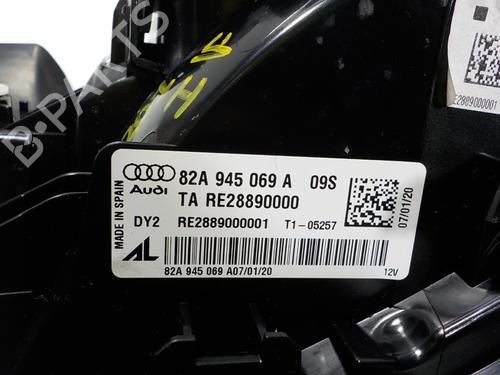 B-PARTS
RE2889000001
MADE IN SPAIN
Audi
82A 945 069 A 09S
TA RE28890000
DY2 RE2889000001 T1-05257
07/01/20
AL
82A 945 069 A07/01/20 12V